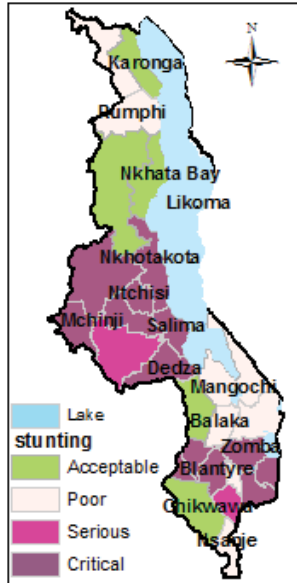 N
Karonga
Rumphi
Nkhata Bay
Likoma
Nkhotakota
Ntchisi
Mchinji
Salima
Dedza
Mangochi
Balaka
Zomba
Blantyre
Chikwawa
Nsanje
Lake
stunting
Acceptable
Poor
Serious
Critical